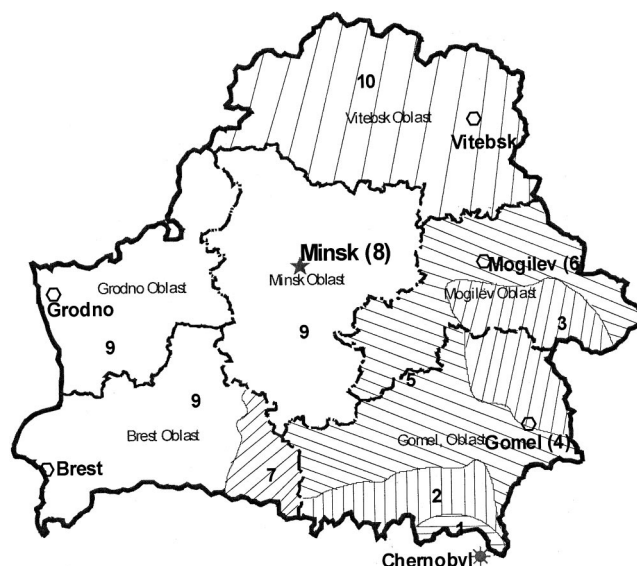 10
Vitebsk Oblast
Vitebsk
Minsk (8)
Minsk Oblast
Mogilev (6)
Mogilev Oblast
Grodno Oblast
Grodno
3
9
9
5
9
Brest Oblast
Gomel, Oblast
Gomel (4)
Brest
7
2
1
Chernobyl